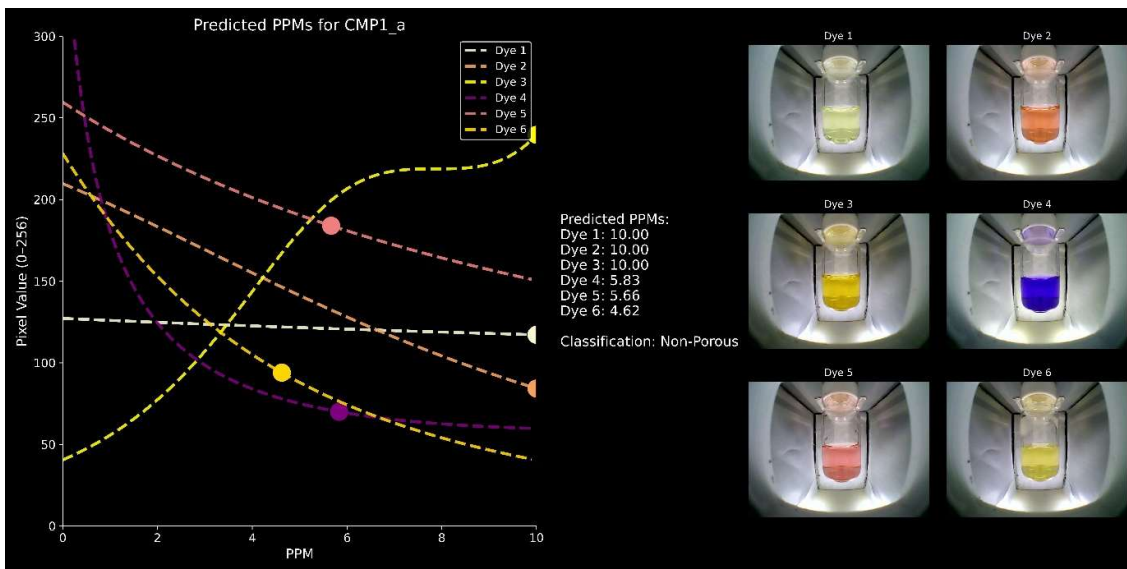 Predicted PPMs for CMP1_a
300
250
200
150
100
50
0
Pixel Value (0–256)
0 2 4 6 8 10
PPM
Dye 1
Dye 2
Dye 3
Dye 4
Dye 5
Dye 6
Predicted PPMs:
Dye 1: 10.00
Dye 2: 10.00
Dye 3: 10.00
Dye 4: 5.83
Dye 5: 5.66
Dye 6: 4.62
Classification: Non-Porous
Dye 1
Dye 2
Dye 3
Dye 4
Dye 5
Dye 6